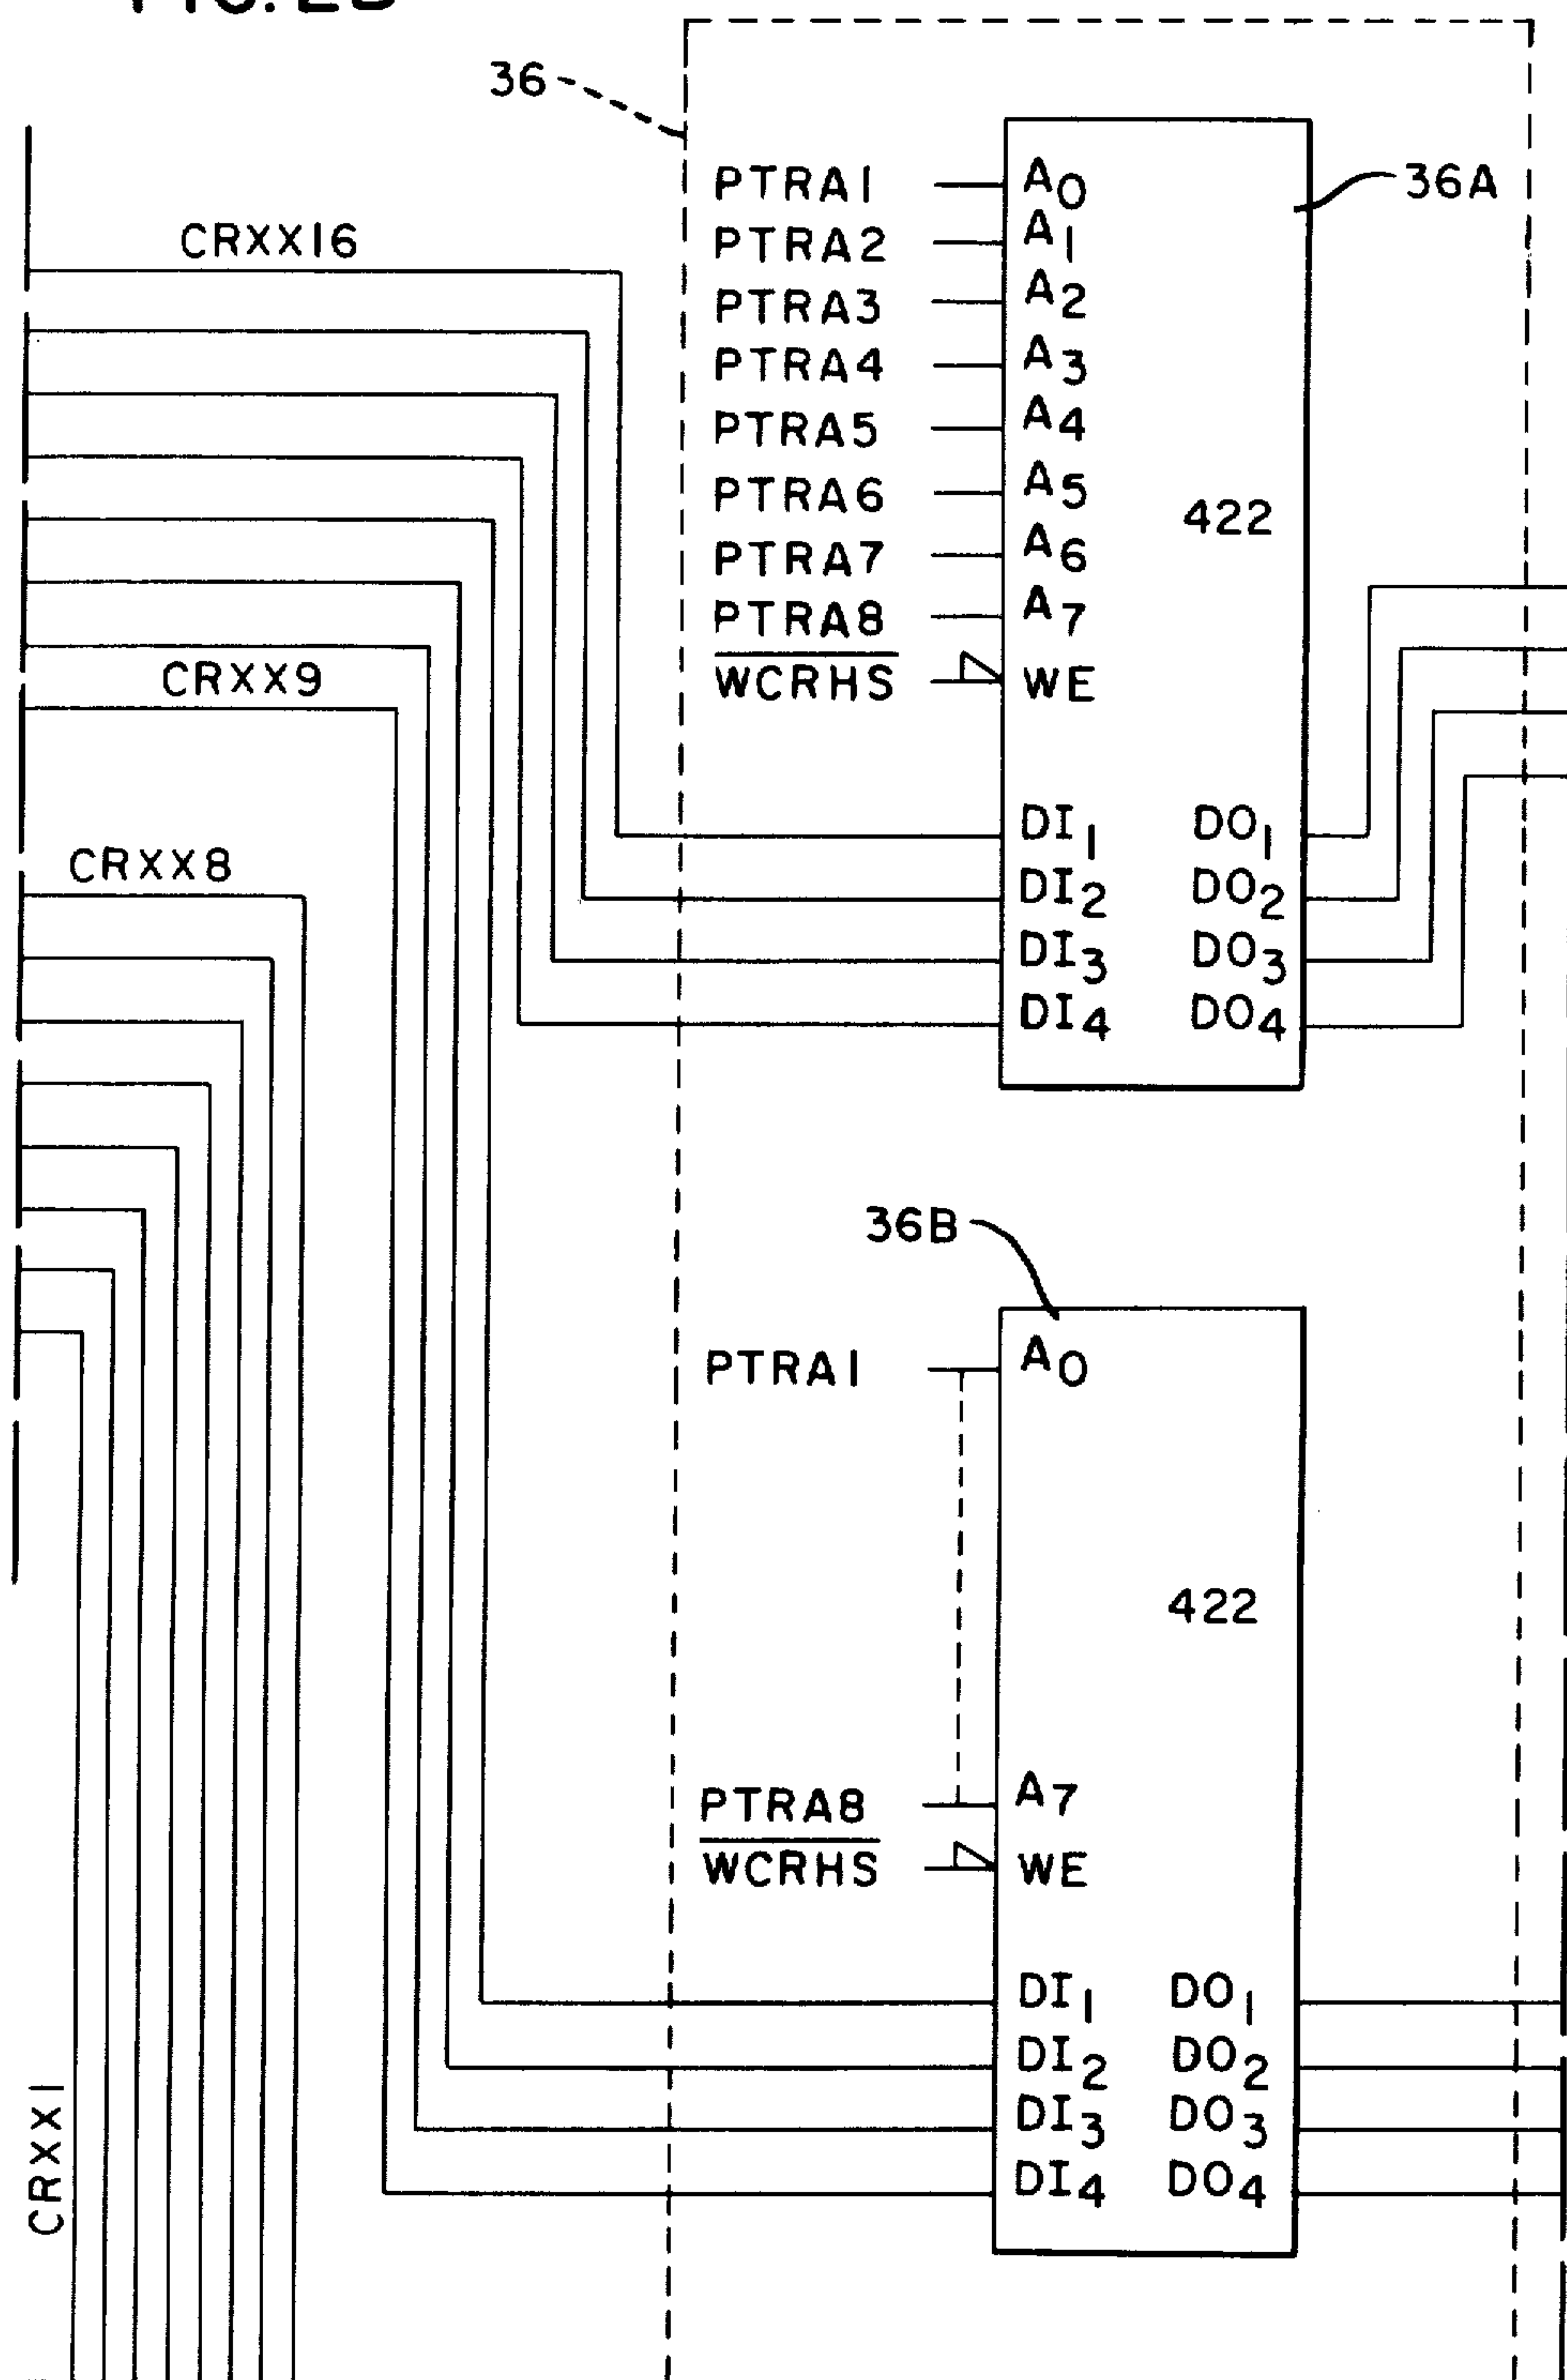 36
36A
PTRA1 A0
CRXX16 PTRA2 A1
PTRA3 A2
PTRA4 A3
PTRA5 A4
PTRA6 A5
422
PTRA7 A6
PTRA8 A7
CRXX9 WCRHS WE
DI1 DO1
CRXX8
DI2 DO2
DI3 DO3
DI4 DO4
36B
PTRA1 A0
422
PTRA8 A7
WCRHS WE
DI1 DO1
DI2 DO2
DI3 DO3
DI4 DO4
CRXX1